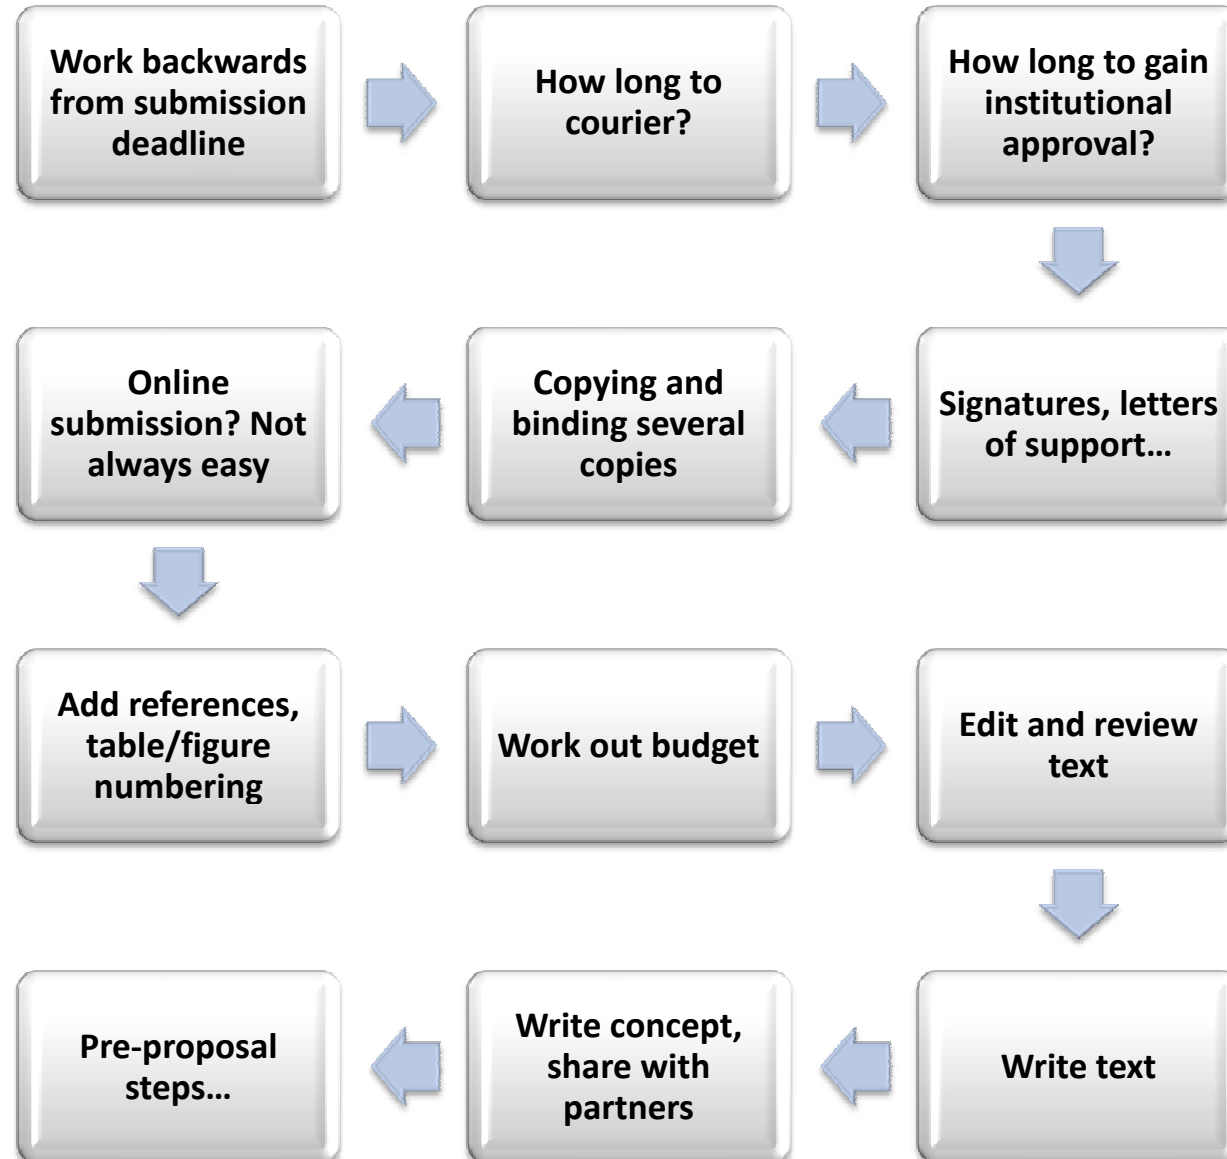 Work backwards
from submission
deadline
How long to
courier?
How long to gain
institutional
approval?
Signatures, letters
of support…
Copying and
binding several
copies
Online
submission? Not
always easy
Add references,
table/figure
numbering
Work out budget
Edit and review
text
Write text
Write concept,
share with
partners
Pre-proposal
steps…